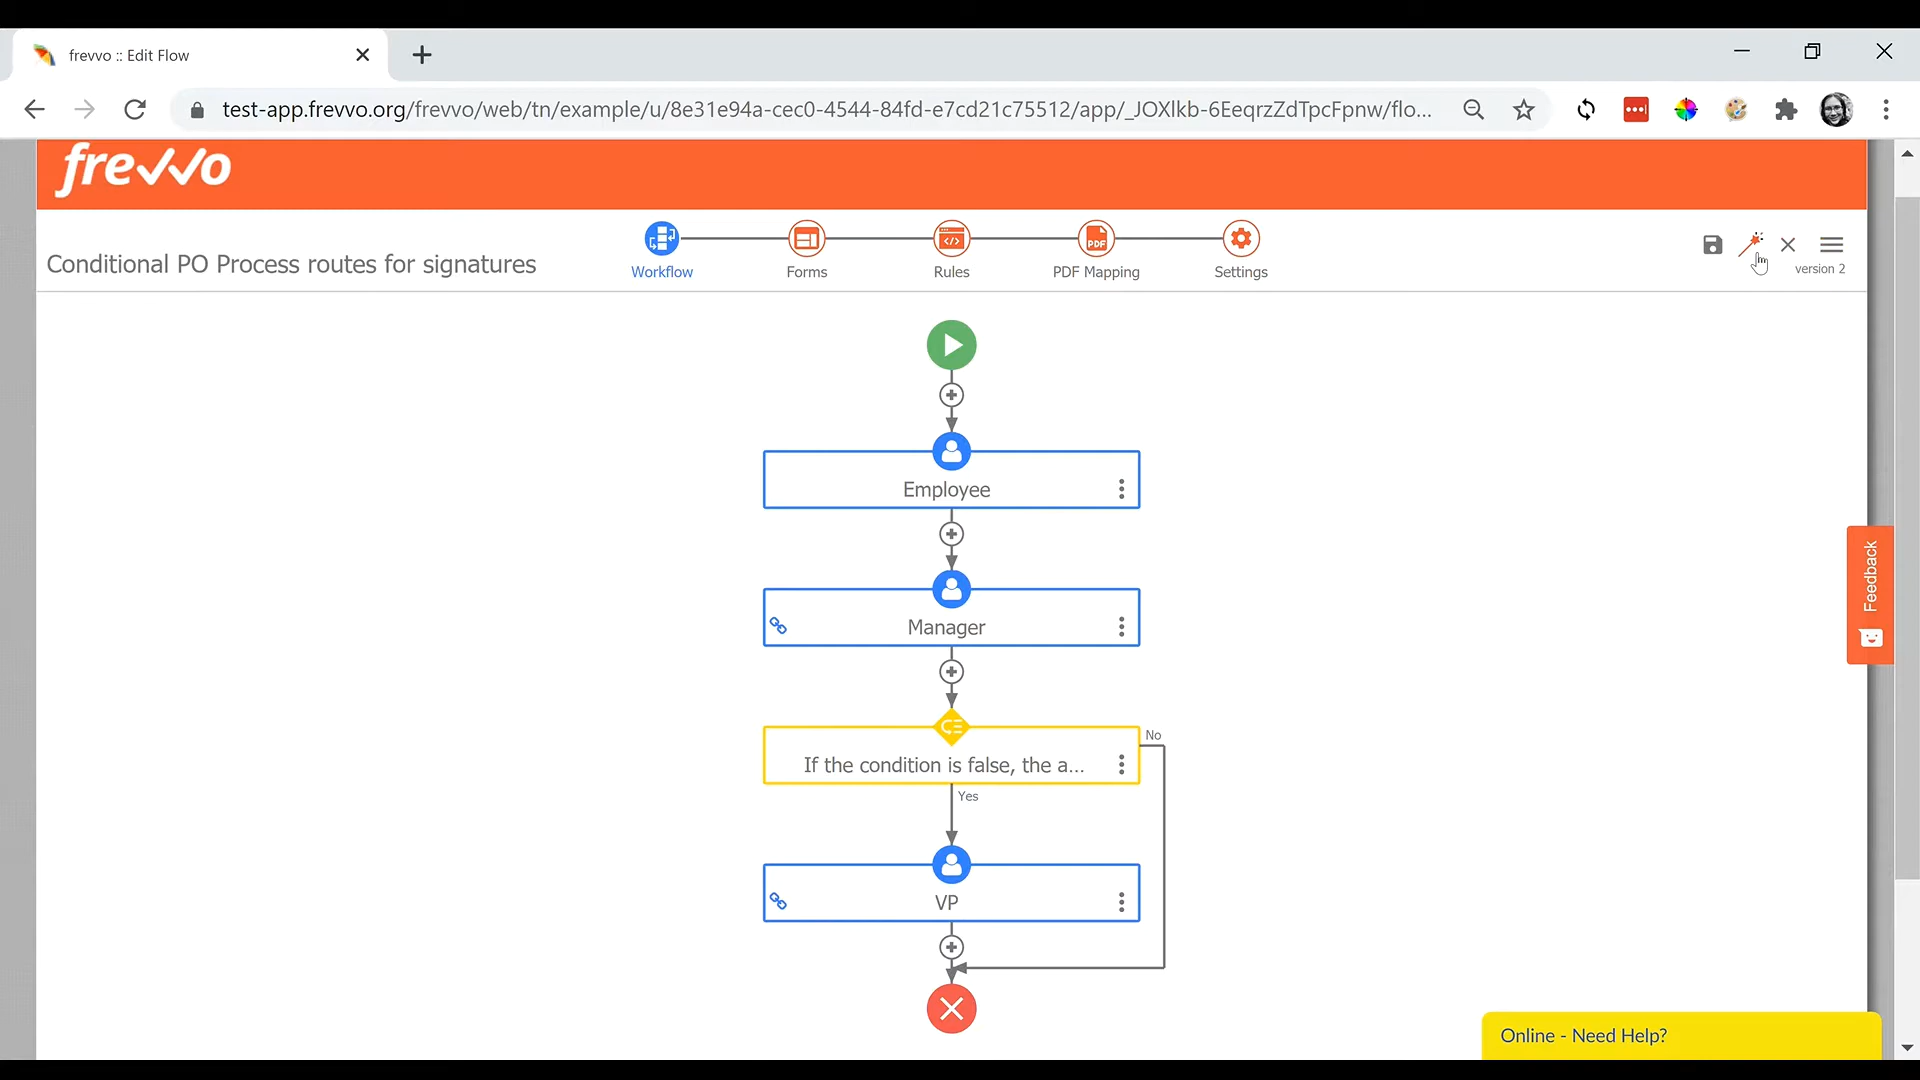 frevvo :: Edit Flow
test-app.frevvo.org/frevvo/web/tn/example/u/8e31e94a-cec0-4544-84fd-e7cd21c75512/app/_JOXlkb-6EeqrzZdTpcFpnw/flo...
frevvo
Conditional PO Process routes for signatures
Workflow
Forms
Rules
PDF
PDF Mapping
Settings
version 2
Employee
Manager
If the condition is false, the a...
No
Yes
VP
Feedback
Online - Need Help?